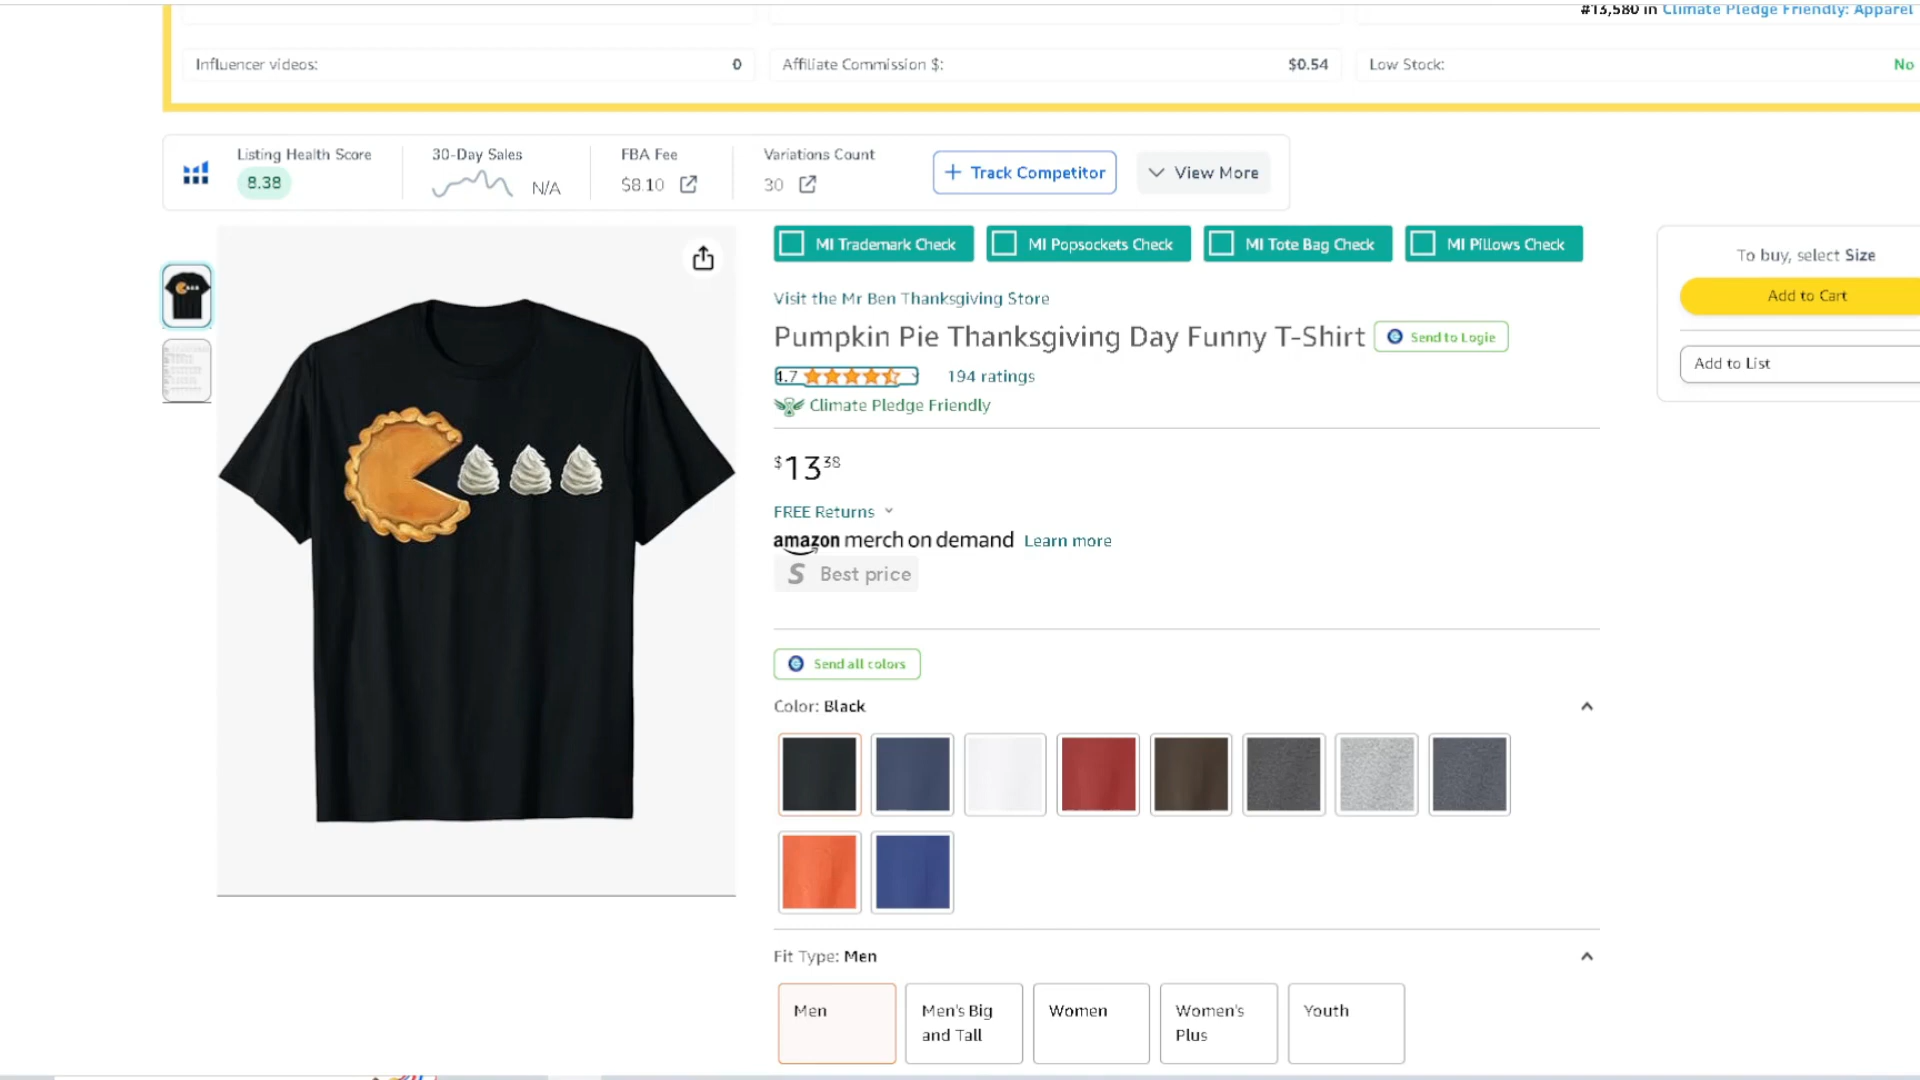 #13,580 in Climate Pledge Friendly: Apparel
Influencer videos: 0
Affiliate Commission $: $0.54
Low Stock: No
Listing Health Score
8.38
30-Day Sales
N/A
FBA Fee
$8.10
Variations Count
30
+ Track Competitor
View More
MI Trademark Check
MI Popsockets Check
MI Tote Bag Check
MI Pillows Check
Visit the Mr Ben Thanksgiving Store
Pumpkin Pie Thanksgiving Day Funny T-Shirt
Send to Logie
4.7
194 ratings
Climate Pledge Friendly
$13.38
FREE Returns
amazon merch on demand Learn more
S Best price
Send all colors
Color: Black
Fit Type: Men
Men
Men's Big
and Tall
Women
Women's
Plus
Youth
To buy, select Size
Add to Cart
Add to List